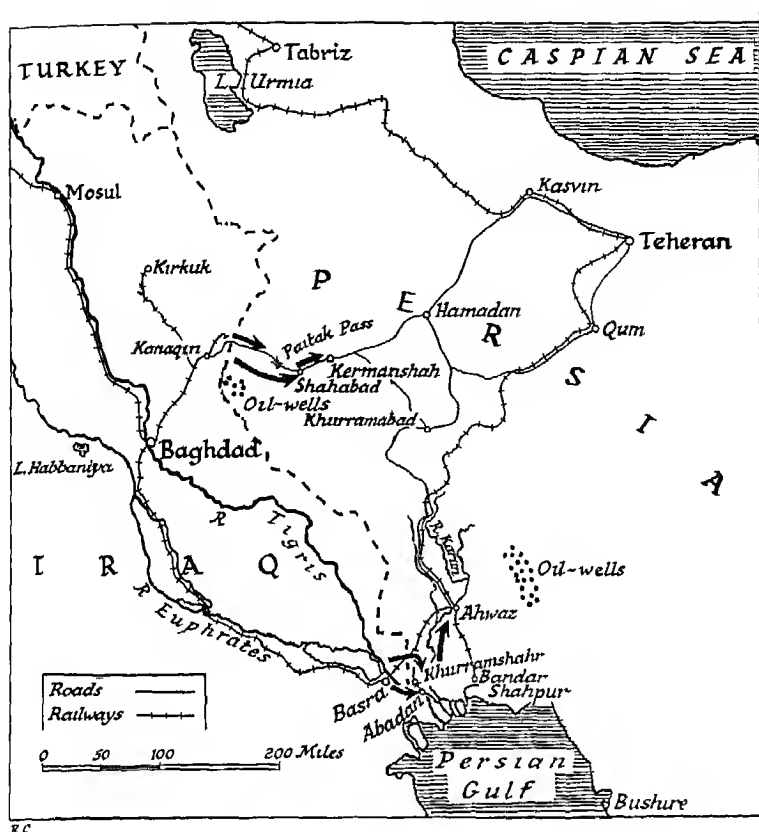 Tabriz
CASPIAN SEA
TURKEY
L. Urmia
Mosul
Kasvin
Teheran
Kirkuk
PERSIA
Hamadan
Qum
Kanaqin
Paitak Pass
Kermanshah
Shahabad
Oil-wells
Khurramabad
Baghdad
L. Habbaniya
R Tigris
R. Karun
IRAQ
Oil-wells
R Euphrates
Ahwaz
Khurramshahr
Bandar
Shahpur
Basra
Abadan
Roads
Railways
0 50 100 200 Miles
Persian
Gulf
Bushire